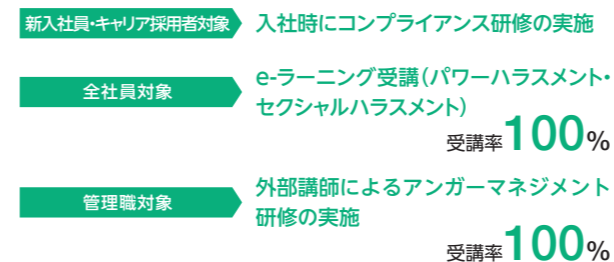 新入社員・キャリア採用者対象 入社時にコンプライアンス研修の実施
全社員対象
e-ラーニング受講（パワーハラスメント・
セクシャルハラスメント）
受講率100%
管理職対象
外部講師によるアンガーマネジメント
研修の実施
受講率100%